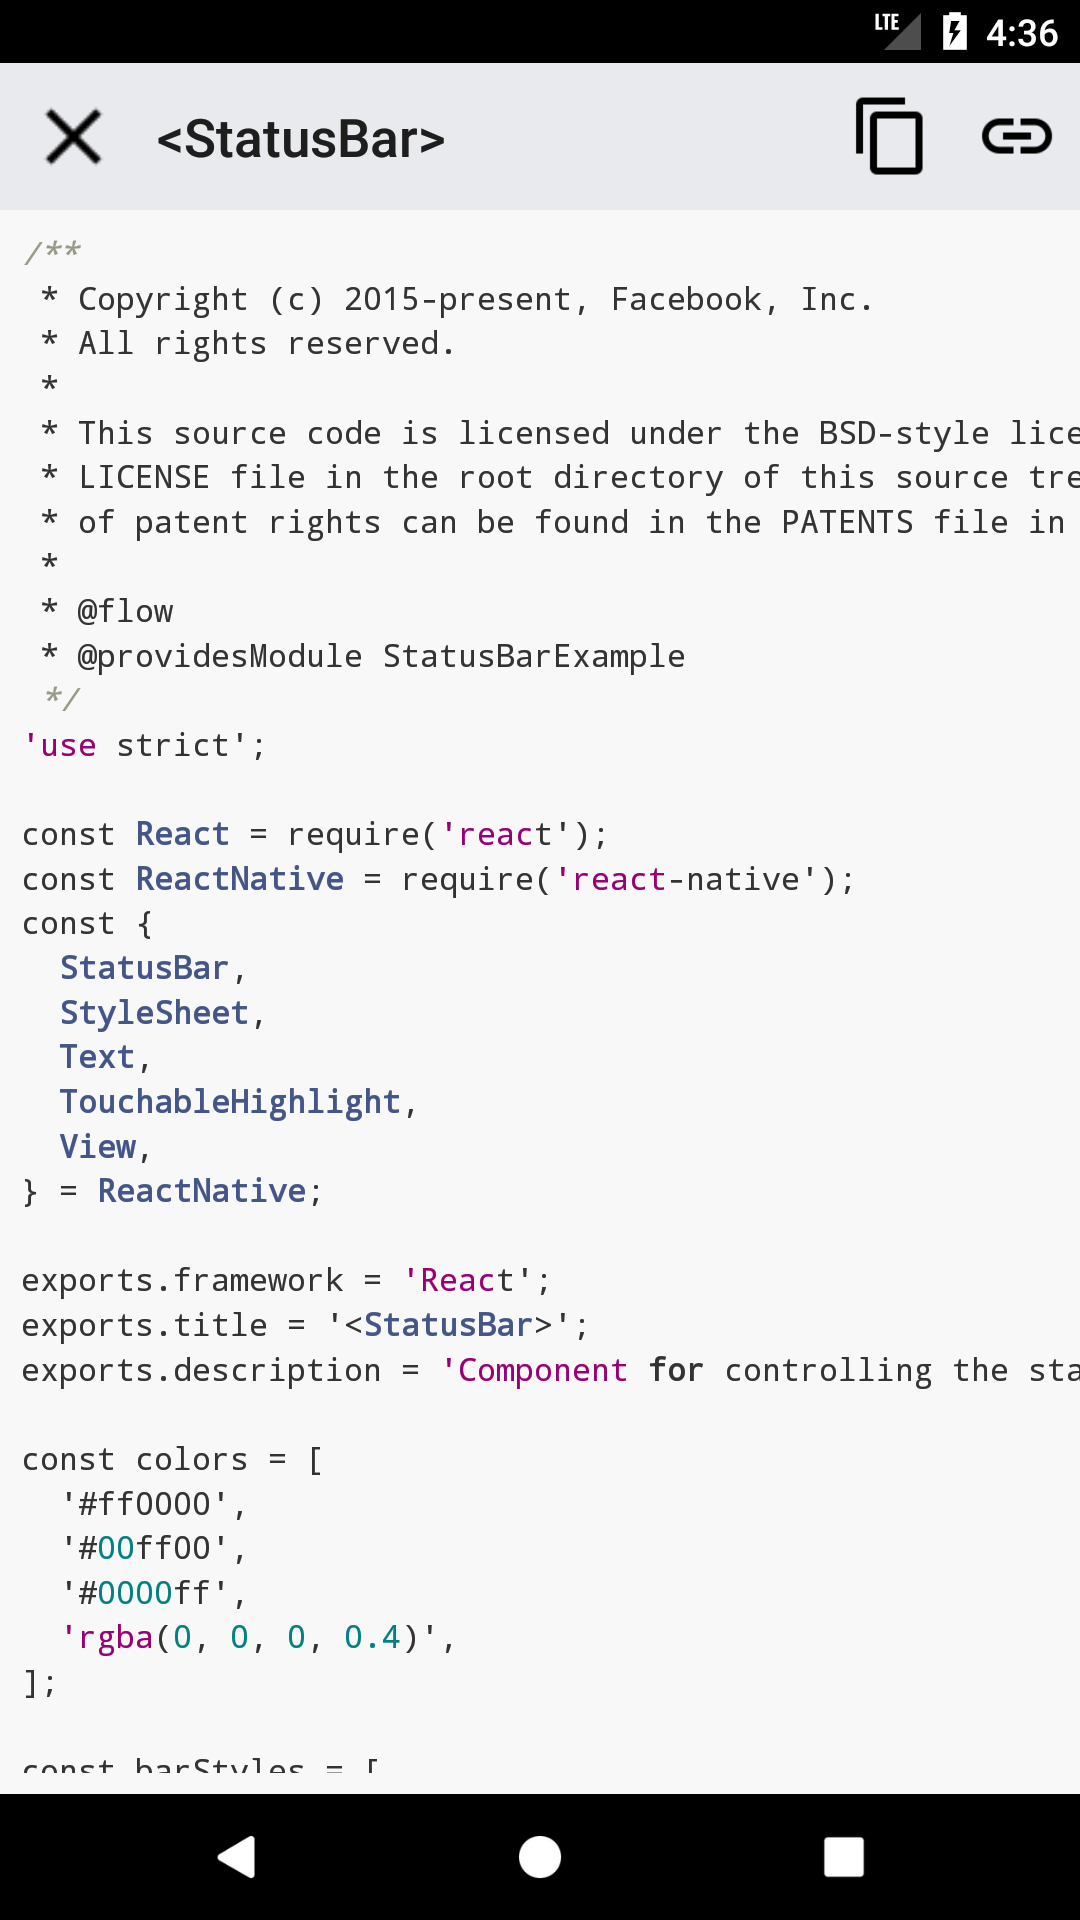 LTE 4:36
<StatusBar>
/**
 * Copyright (c) 2015-present, Facebook, Inc.
 * All rights reserved.
 *
 * This source code is licensed under the BSD-style lice
 * LICENSE file in the root directory of this source tre
 * of patent rights can be found in the PATENTS file in
 *
 * @flow
 * @providesModule StatusBarExample
 */
'use strict';

const React = require('react');
const ReactNative = require('react-native');
const {
  StatusBar,
  StyleSheet,
  Text,
  TouchableHighlight,
  View,
} = ReactNative;

exports.framework = 'React';
exports.title = '<StatusBar>';
exports.description = 'Component for controlling the sta

const colors = [
  '#ff0000',
  '#00ff00',
  '#0000ff',
  'rgba(0, 0, 0, 0.4)',
];

const barStyles = [